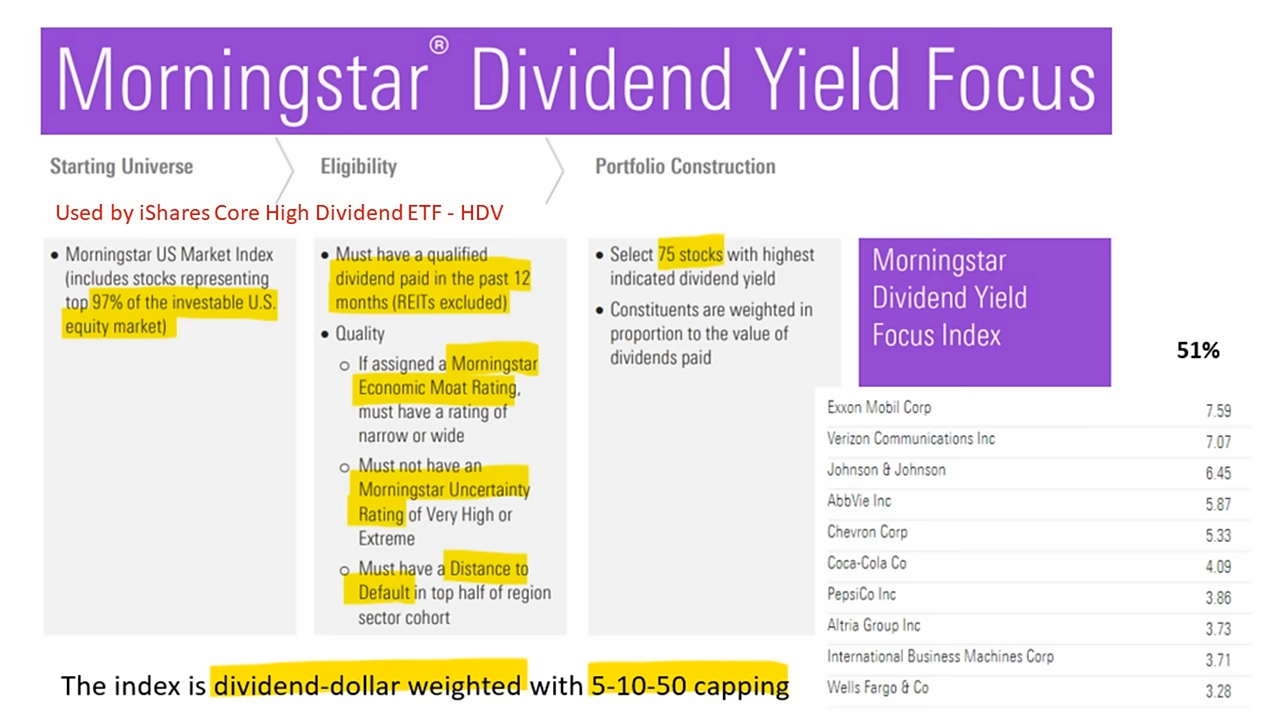 Morningstar® Dividend Yield Focus
Starting Universe
Eligibility
Portfolio Construction
Used by iShares Core High Dividend ETF - HDV
• Morningstar US Market Index
(includes stocks representing
top 97% of the investable U.S.
equity market)
• Must have a qualified
dividend paid in the past 12
months (REITs excluded)
• Quality
o If assigned a Morningstar
Economic Moat Rating,
must have a rating of
narrow or wide
o Must not have an
Morningstar Uncertainty
Rating of Very High or
Extreme
o Must have a Distance to
Default in top half of region
sector cohort
• Select 75 stocks with highest
indicated dividend yield
• Constituents are weighted in
proportion to the value of
dividends paid
Morningstar
Dividend Yield
Focus Index
51%
Exxon Mobil Corp 7.59
Verizon Communications Inc 7.07
Johnson & Johnson 6.45
AbbVie Inc 5.87
Chevron Corp 5.33
Coca-Cola Co 4.09
PepsiCo Inc 3.86
Altria Group Inc 3.73
International Business Machines Corp 3.71
Wells Fargo & Co 3.28
The index is dividend-dollar weighted with 5-10-50 capping